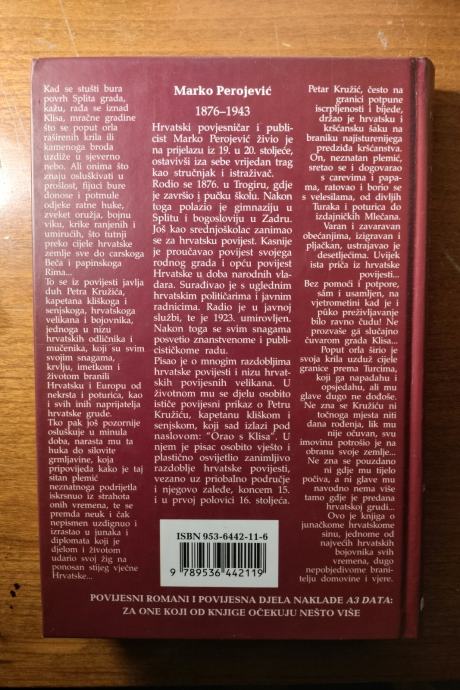 Kad se stušti bura
povrh Splita grada,
kažu, rađa se iznad
Klisa, mračne gradine
što se poput orla
raširenih krila ili
kamenoga broda
uzdiže u sjeverno
nebo. Ali onima što
znaju osluškivati u
prošlost, fijuci bure
donose i potmule
odjeke ratne huke,
zveket oružja, bojnu
viku, krike ranjenih i
umirućih, što tutnji
preko cijele hrvatske
zemlje sve do carskoga
Beča i papinskoga
Rima...
To se iz povijesti javlja
duh Petra Kružića,
kapetana kliškoga i
senjskoga, hrvatskoga
velikana i bojovnika,
jednoga u nizu
hrvatskih odličnika i
mučenika, koji su svim
svojim snagama,
krvlju, imetkom i
životom branili
Hrvatsku i Europu od
nekrsta i poturica, kao
i svih inih neprijatelja
hrvatske grude.
Tko pak još pozornije
osluškuje u minula
doba, narasta mu ta
huka do silovite
grmljavine, koja
pripovijeda kako je taj
sitan plemić
neznatnoga podrijetla
iskrsnuo iz strahota
onih vremena, te se
premda neuk i čak
nepismen uzdignuo i
izrastao u junaka i
diplomata koji je
djelom i životom
udario svoj žig na
ponosan stijeg vječne
Hrvatske...
Marko Perojević
1876–1943
Hrvatski povjesničar i publi-
cist Marko Perojević živio je
na prijelazu iz 19. u 20. stoljeće,
ostavivši iza sebe vrijedan trag
kao stručnjak i istraživač.
Rodio se 1876. u Trogiru, gdje
je završio i pučku školu. Nakon
toga polazio je gimnaziju u
Splitu i bogosloviju u Zadru.
Još kao srednjoškolac zanimao
se za hrvatsku povijest. Kasnije
je proučavao povijest svojega
rodnog grada i opću povijest
Hrvatske u doba narodnih vla-
dara. Surađivao je s uglednim
hrvatskim političarima i javnim
radnicima. Radio je u javnoj
službi, te je 1923. umirovljen.
Nakon toga se svim snagama
posvetio znanstvenome i publi-
cističkome radu.
Pisao je o mnogim razdobljima
hrvatske povijesti i nizu hrvat-
skih povijesnih velikana. U
životnom mu se djelu osobito
ističe povijesni prikaz o Petru
Kružiću, kapetanu kliškom i
senjskom, koji sad izlazi pod
naslovom: "Orao s Klisa". U
njem je pisac osobito vješto i
plastično osvijetlio zanimljivo
razdoblje hrvatske povijesti,
vezano uz priobalno područje
i njegovo zaleđe, koncem 15.
i u prvoj polovici 16. stoljeća.
Petar Kružić, često na
granici potpune
iscrpljenosti i bijede,
držao je hrvatsku i
kršćansku šaku na
braniku najisturenijega
predziđa kršćanstva.
On, neznatan plemić,
sretao se i dogovarao
s carevima i papa-
ma, ratovao i borio se
s velesilama, od divljih
Turaka i poturica do
izdajničkih Mlečana.
Varan i zavaravan
obećanjima, izigravan i
pljačkan, ustrajavao je
desetljećima. Uvijek
ista priča iz hrvatske
povijesti...
Bez pomoći i potpore,
sâm i usamljen, na
vjetrometini kad je i
pûko preživljavanje
bilo ravno čudu! Ne
prozvaše ga slučajno
čuvarom grada Klisa...
Poput orla širio je
svoja krila uzduž cijele
granice prema Turcima,
koji ga napadahu i
opsjedahu, ali mu
glave dugo ne dođoše.
Ne zna se Kružiću ni
točnoga mjesta niti
dana rođenja, lik mu
nije očuvan, svu
imovinu potrošio je na
obranu svoje zemlje...
Ne zna se pouzdano
ni gdje mu tijelo
počiva, a ni glave mu
navodno nema više
tamo gdje je predana
hrvatskoj grudi...
Ovo je knjiga o
junačkome hrvatskome
sinu, jednome od
najvećih hrvatskih
bojovnika svih
vremena, dugo
nepobjedivome brani-
telju domovine i vjere.
ISBN 953-6442-11-6
9 789536 442119
POVIJESNI ROMANI I POVIJESNA DJELA NAKLADE A3 DATA:
ZA ONE KOJI OD KNJIGE OČEKUJU NEŠTO VIŠE